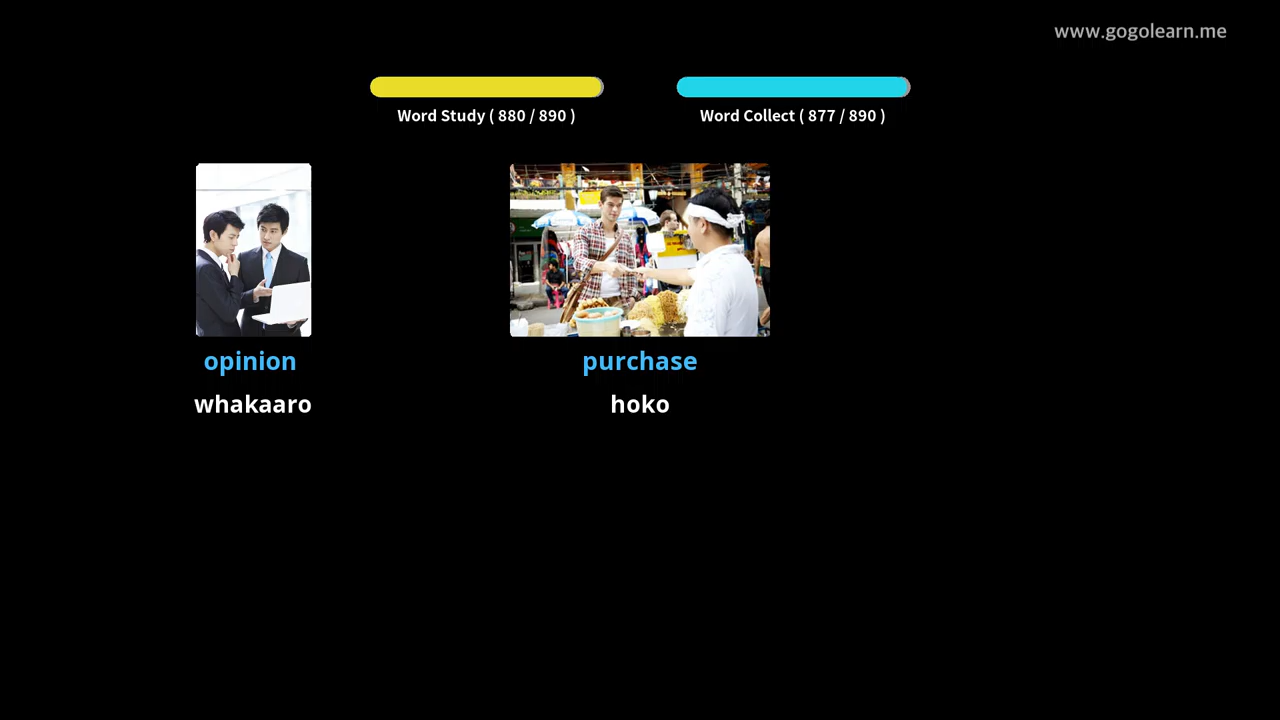 www.gogolearn.me
Word Study ( 880 / 890 )
Word Collect ( 877 / 890 )
opinion
whakaaro
purchase
hoko